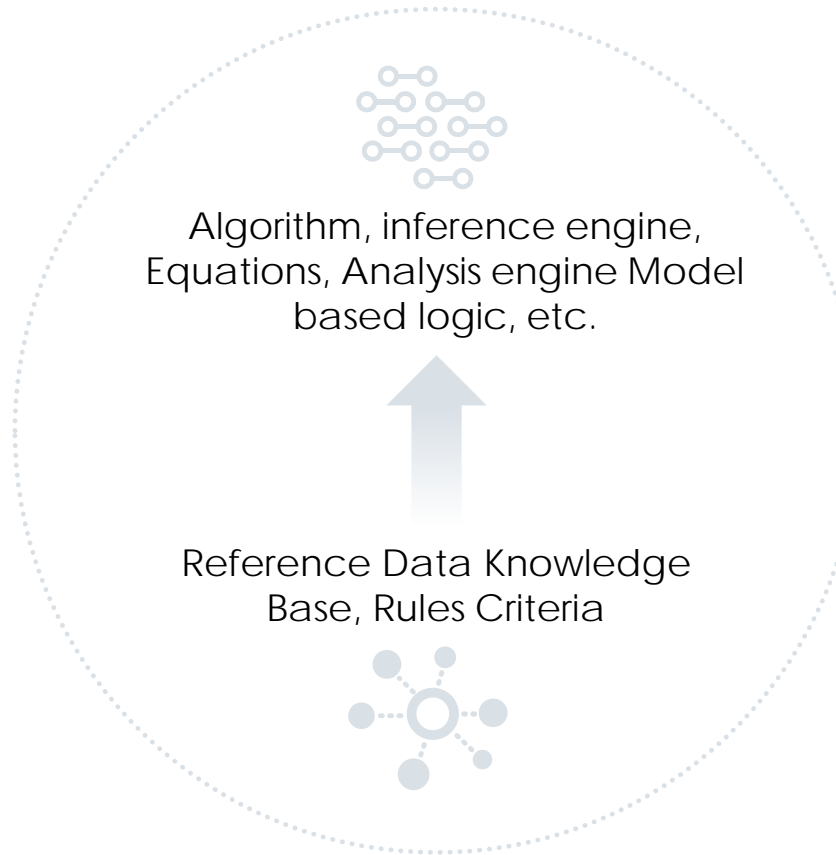 Algorithm, inference engine,
Equations, Analysis engine Model
based logic, etc.
Reference Data Knowledge
Base, Rules Criteria